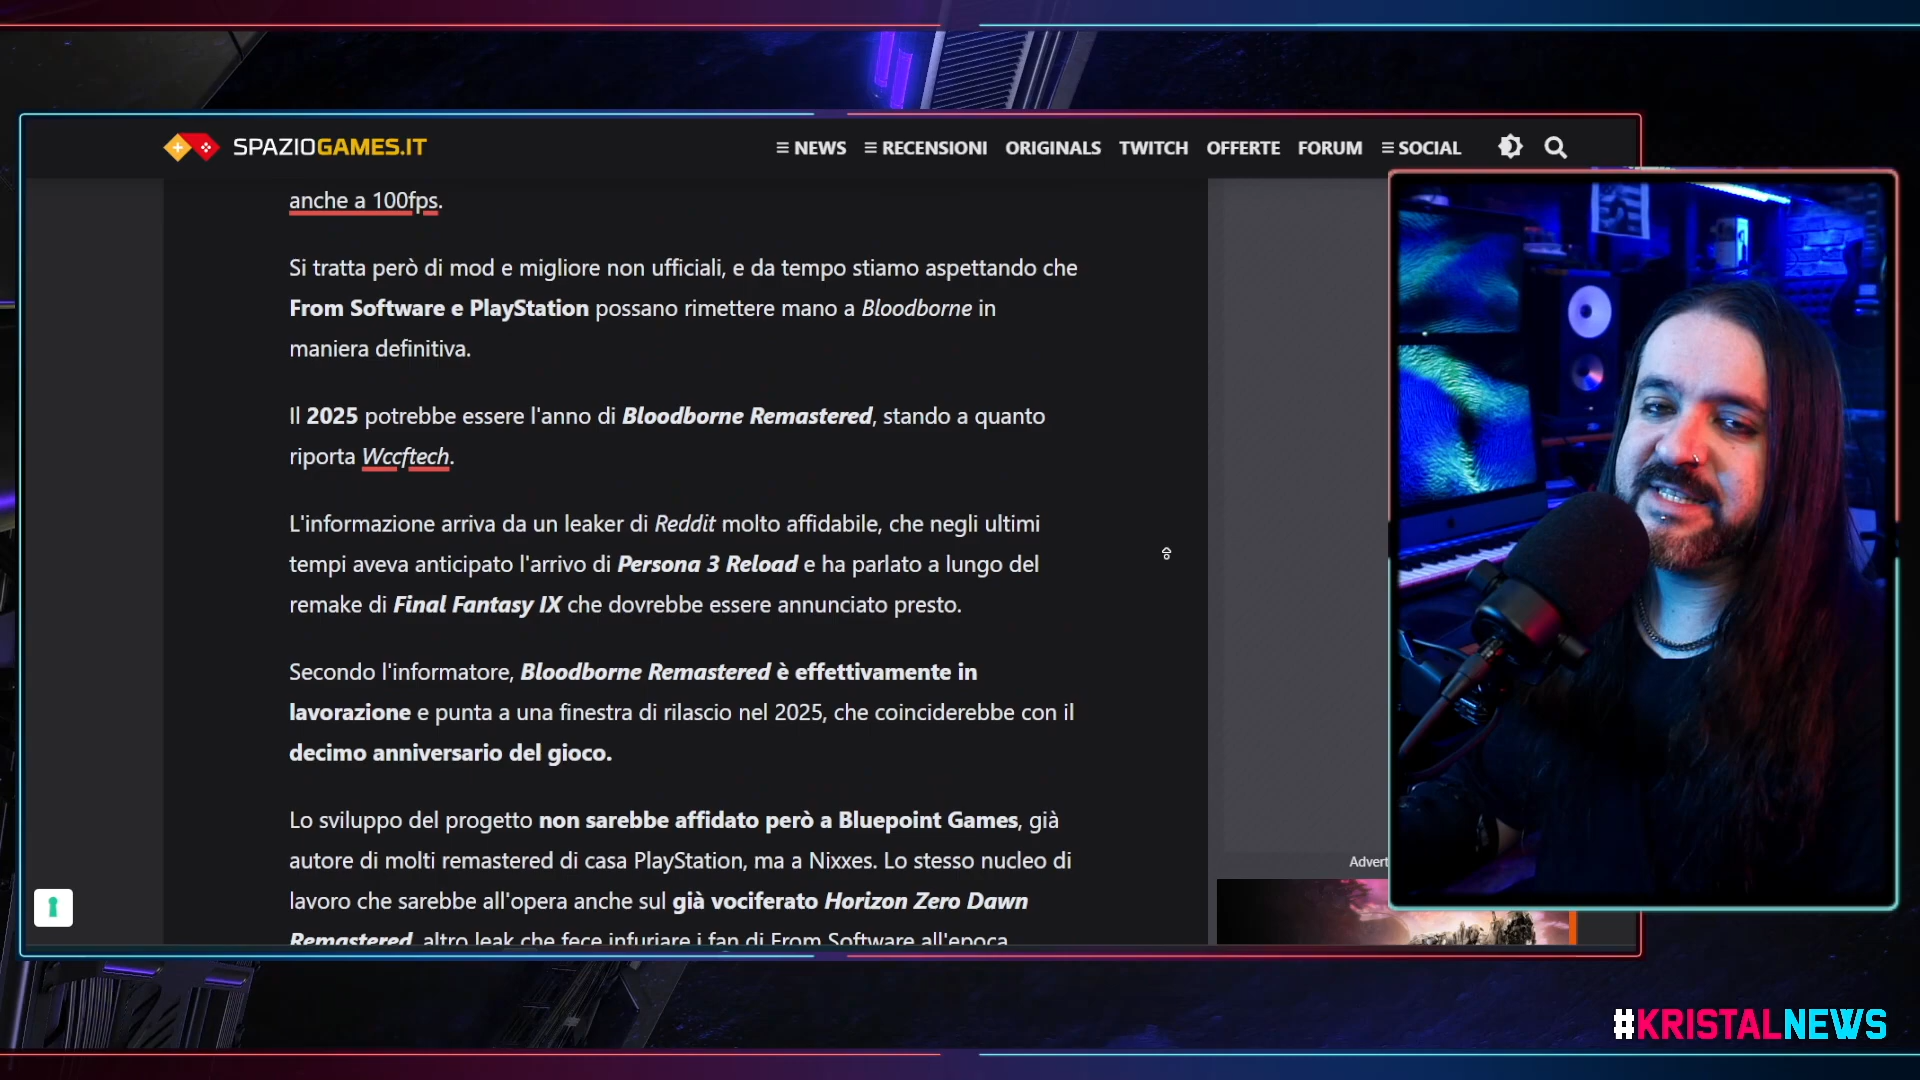 SPAZIOGAMES.IT
NEWS RECENSIONI ORIGINALS TWITCH OFFERTE FORUM SOCIAL
anche a 100fps.
Si tratta però di mod e migliore non ufficiali, e da tempo stiamo aspettando che
From Software e PlayStation possano rimettere mano a Bloodborne in
maniera definitiva.
Il 2025 potrebbe essere l'anno di Bloodborne Remastered, stando a quanto
riporta Wccftech.
L'informazione arriva da un leaker di Reddit molto affidabile, che negli ultimi
tempi aveva anticipato l'arrivo di Persona 3 Reload e ha parlato a lungo del
remake di Final Fantasy IX che dovrebbe essere annunciato presto.
Secondo l'informatore, Bloodborne Remastered è effettivamente in
lavorazione e punta a una finestra di rilascio nel 2025, che coinciderebbe con il
decimo anniversario del gioco.
Lo sviluppo del progetto non sarebbe affidato però a Bluepoint Games, già
autore di molti remastered di casa PlayStation, ma a Nixxes. Lo stesso nucleo di
lavoro che sarebbe all'opera anche sul già vociferato Horizon Zero Dawn
Remastered, altro leak che fece infuriare i fan di From Software all'epoca
Advert
#KRISTALNEWS